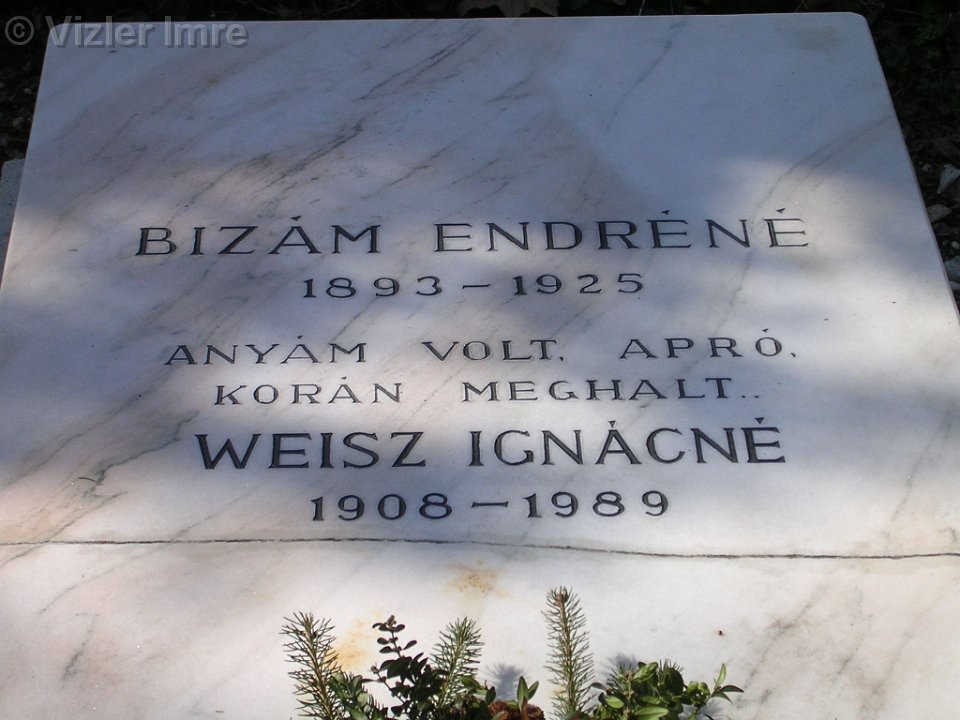 © Vizler Imre
BIZÁM ENDRÉNÉ
1893 - 1925
ANYÁM VOLT, APRÓ,
KORÁN MEGHALT..
WEISZ IGNÁCNÉ
1908 - 1989